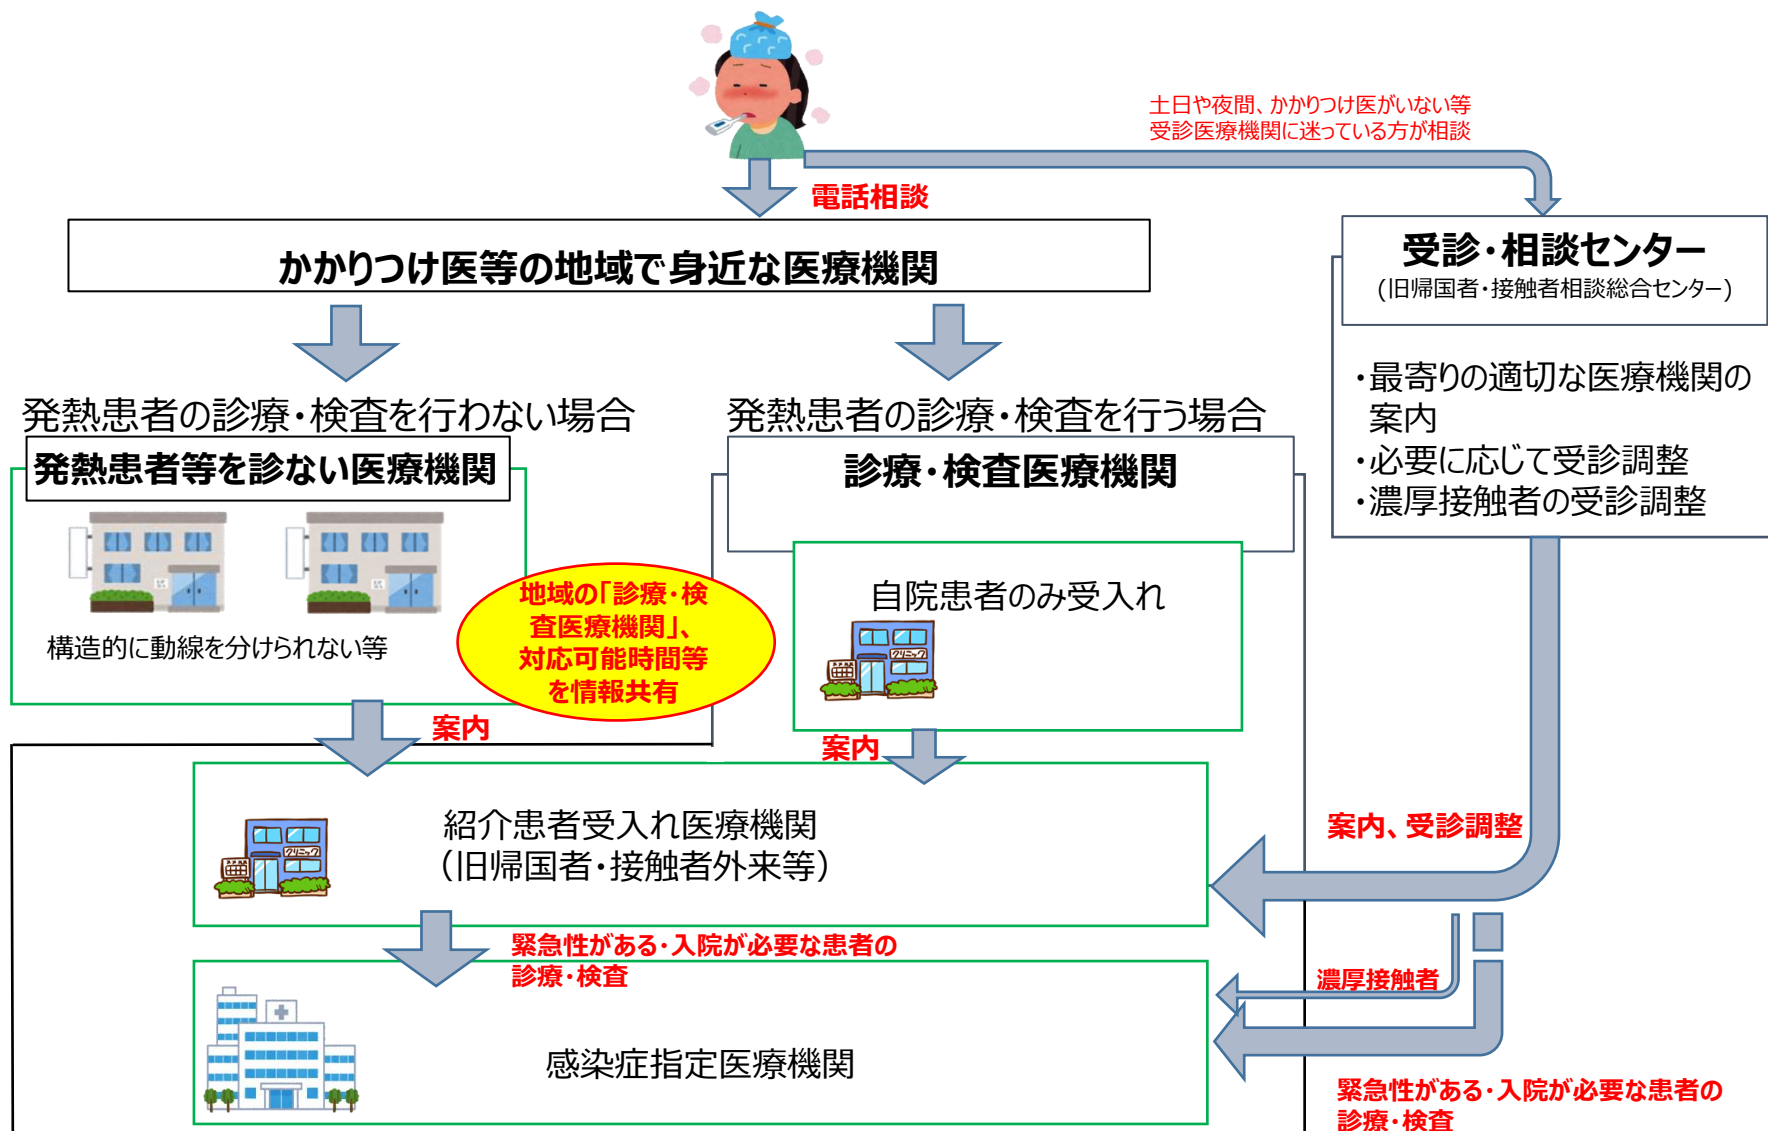 土日や夜間、かかりつけ医がいない等
受診医療機関に迷っている方が相談
電話相談
かかりつけ医等の地域で身近な医療機関
受診・相談センター
(旧帰国者・接触者相談総合センター)
・最寄りの適切な医療機関の
案内
・必要に応じて受診調整
・濃厚接触者の受診調整
発熱患者の診療・検査を行わない場合
発熱患者の診療・検査を行う場合
発熱患者等を診ない医療機関
診療・検査医療機関
構造的に動線を分けられない等
地域の「診療・検
査医療機関」、
対応可能時間等
を情報共有
自院患者のみ受入れ
クリニック
案内
案内
紹介患者受入れ医療機関
（旧帰国者・接触者外来等）
クリニック
案内、受診調整
緊急性がある・入院が必要な患者の
診療・検査
濃厚接触者
感染症指定医療機関
緊急性がある・入院が必要な患者の
診療・検査